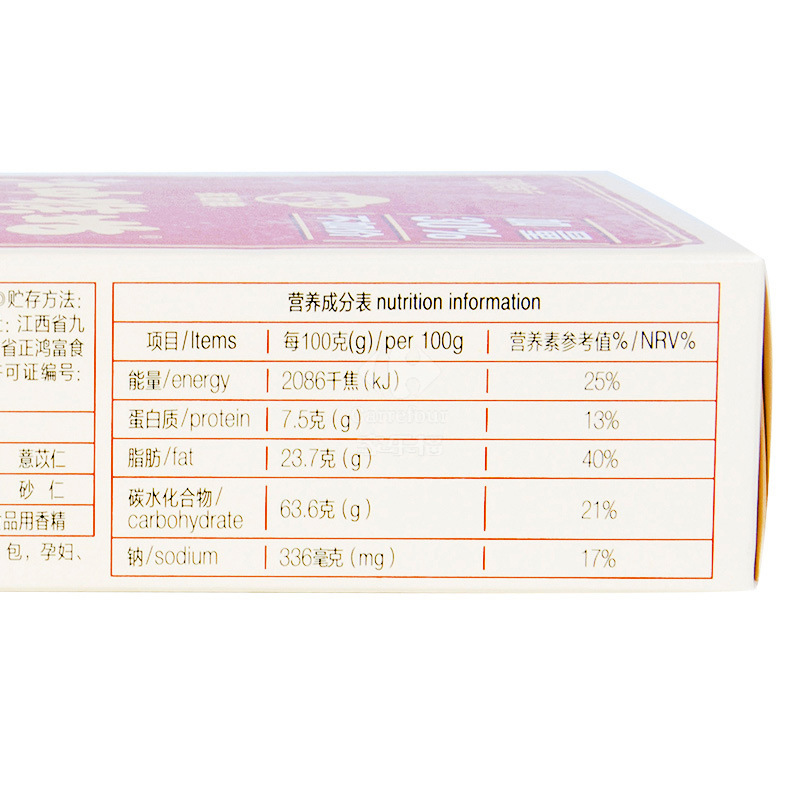 贮存方法:
: 江西省九
省正鸿富食
可证编号:
薏苡仁
砂 仁
品用香精
包，孕妇、
营养成分表 nutrition information
项目/Items 每100克(g)/per 100g 营养素参考值%/NRV%
能量/energy 2086千焦(kJ) 25%
蛋白质/protein 7.5克(g) 13%
脂肪/fat 23.7克(g) 40%
碳水化合物/
carbohydrate 63.6克(g) 21%
钠/sodium 336毫克(mg) 17%